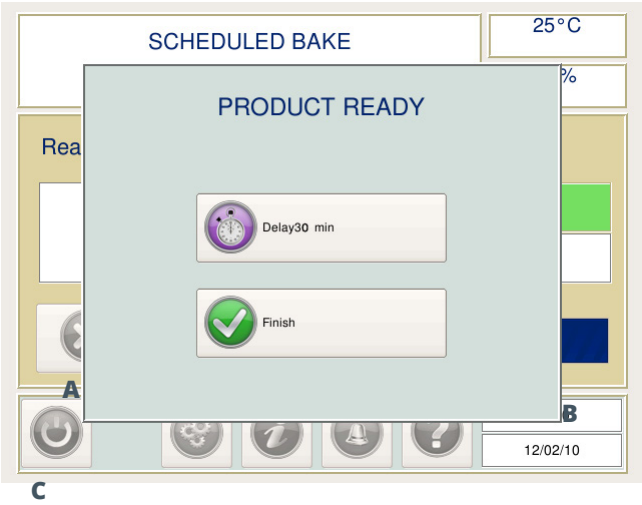 SCHEDULED BAKE
25°C
%
PRODUCT READY
Rea
Delay30 min
Finish
A
B
12/02/10
C